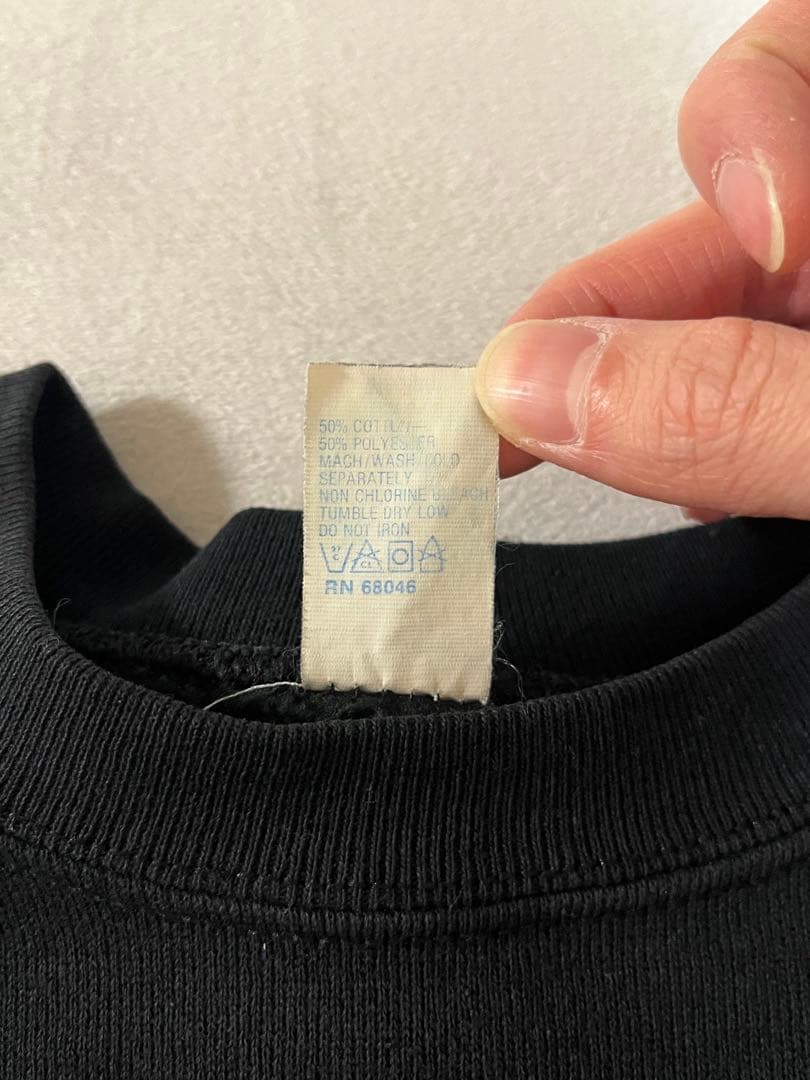 50% COTTON
50% POLYESTER
MACH/WASH COLD
SEPARATELY
NON CHLORINE BLEACH
TUMBLE DRY LOW
DO NOT IRON
CL
RN 68046